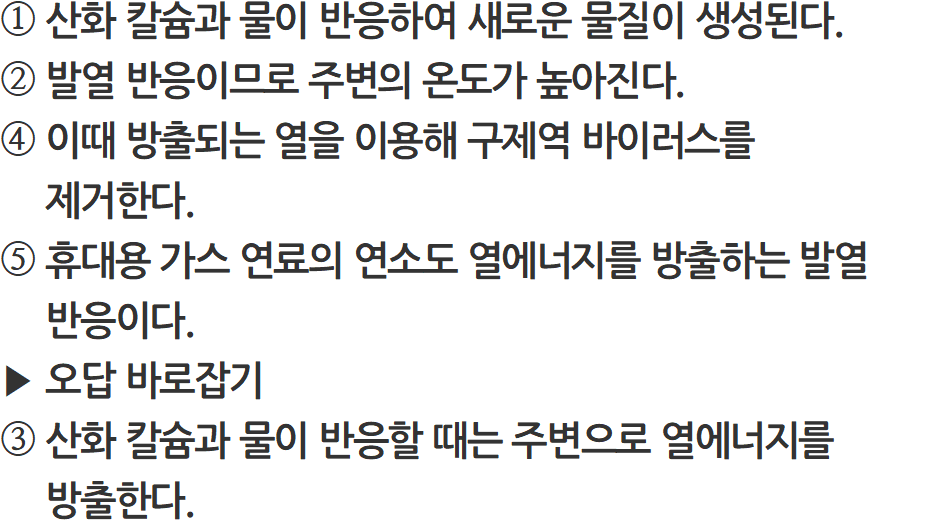 ① 산화 칼슘과 물이 반응하여 새로운 물질이 생성된다.
② 발열 반응이므로 주변의 온도가 높아진다.
④ 이때 방출되는 열을 이용해 구제역 바이러스를
제거한다.
⑤ 휴대용 가스 연료의 연소도 열에너지를 방출하는 발열
반응이다.
▶ 오답 바로잡기
③ 산화 칼슘과 물이 반응할 때는 주변으로 열에너지를
방출한다.